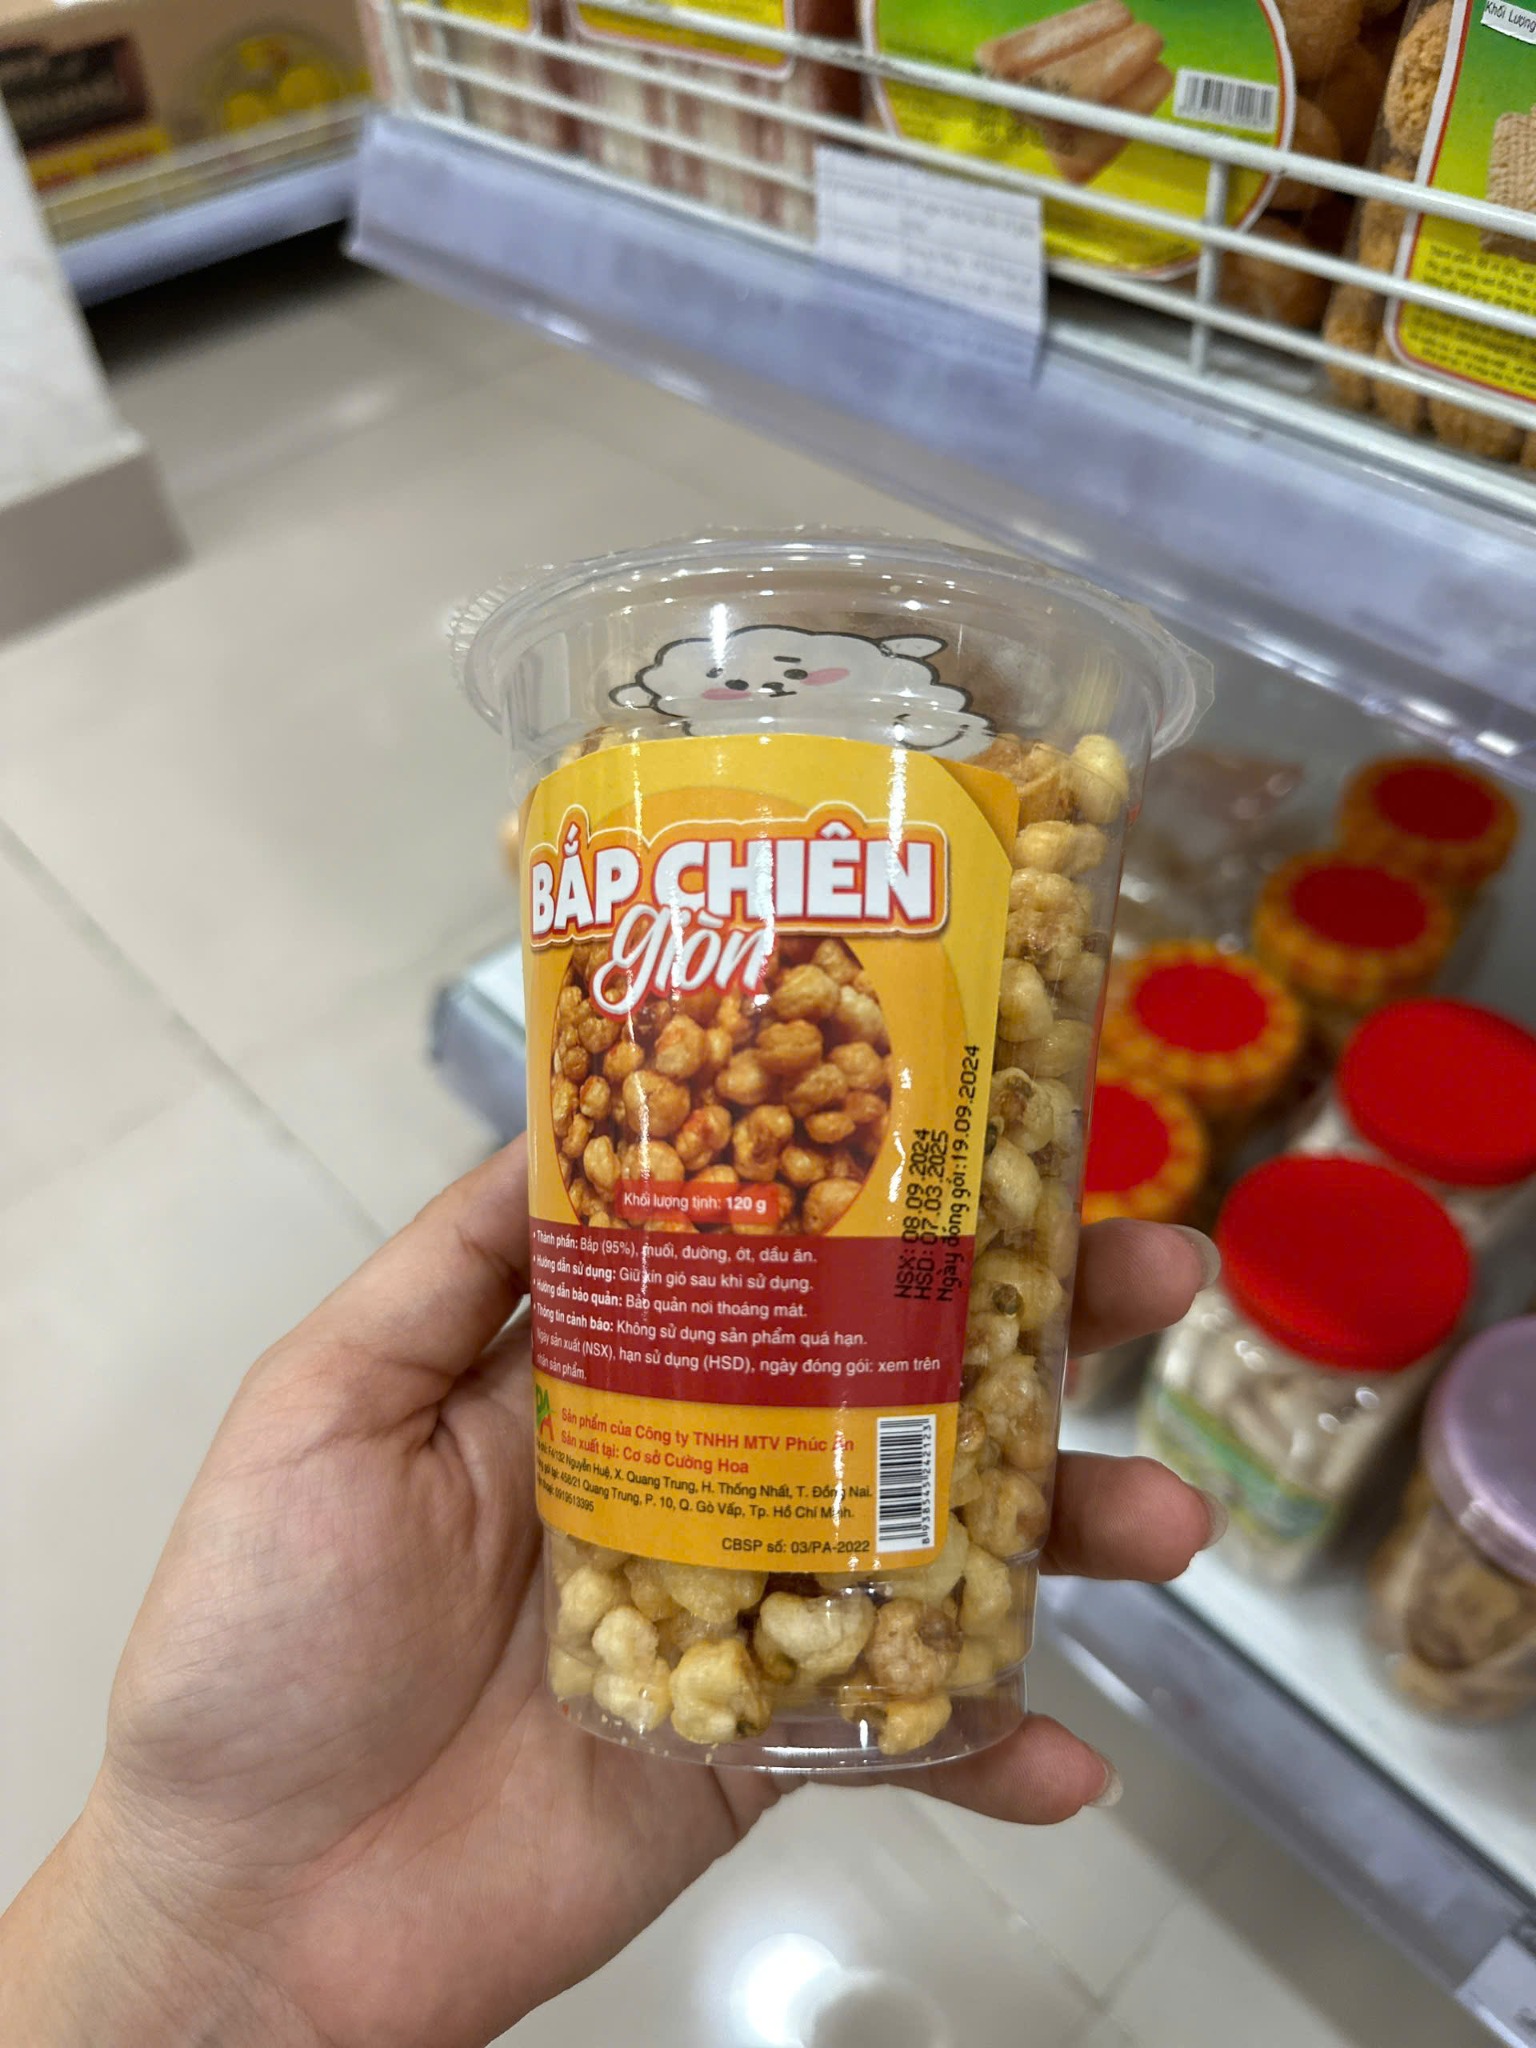 Khối Lượng
BẮP CHIÊN
giòn
Khối lượng tịnh: 120 g
NSX: 08.09.2024
HSD: 07.03.2025
Ngày đóng gói:19.09.2024
• Thành phần: Bắp (95%), muối, đường, ớt, dầu ăn.
• Hướng dẫn sử dụng: Giữ kín gió sau khi sử dụng.
• Hướng dẫn bảo quản: Bảo quản nơi thoáng mát.
• Thông tin cảnh báo: Không sử dụng sản phẩm quá hạn.
Ngày sản xuất (NSX), hạn sử dụng (HSD), ngày đóng gói: xem trên
nhãn sản phẩm.
Sản phẩm của Công ty TNHH MTV Phúc An
Sản xuất tại: Cơ sở Cường Hoa
F4/132 Nguyễn Huệ, X. Quang Trung, H. Thống Nhất, T. Đồng Nai.
458/21 Quang Trung, P. 10, Q. Gò Vấp, Tp. Hồ Chí Minh.
0919513395
CBSP số: 03/PA-2022
8938545242123